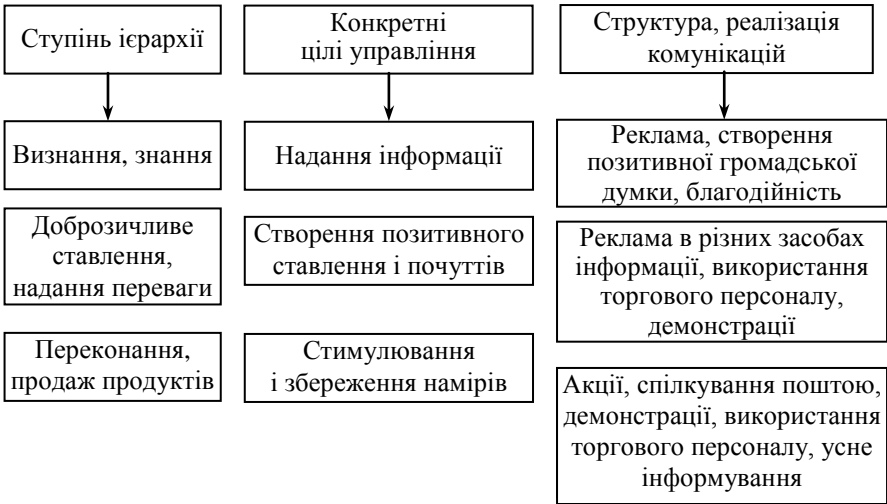 Ступінь ієрархії
Конкретні
цілі управління
Структура, реалізація
комунікацій
Визнання, знання
Надання інформації
Реклама, створення
позитивної громадської
думки, благодійність
Доброзичливе
ставлення,
надання переваги
Створення позитивного
ставлення і почуттів
Реклама в різних засобах
інформації, використання
торгового персоналу,
демонстрації
Переконання,
продаж продуктів
Стимулювання
і збереження намірів
Акції, спілкування поштою,
демонстрації, використання
торгового персоналу, усне
інформування